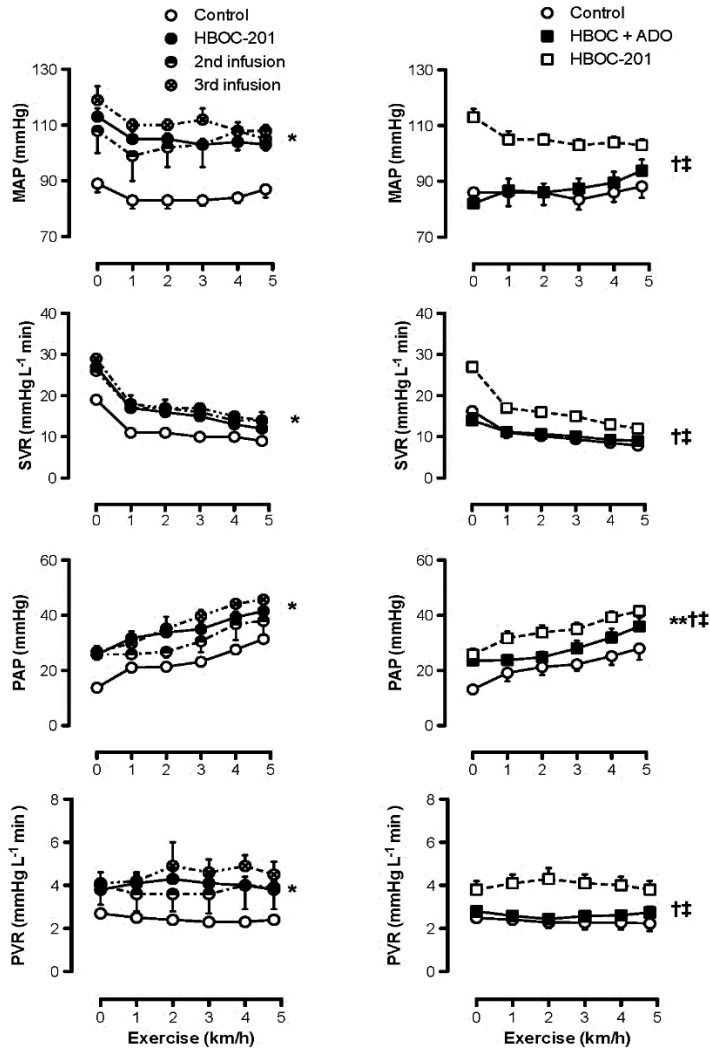 Control
HBOC-201
2nd infusion
3rd infusion
Control
HBOC + ADO
HBOC-201
MAP (mmHg)
130
110
90
70
*
0 1 2 3 4 5
MAP (mmHg)
130
110
90
70
†‡
0 1 2 3 4 5
SVR (mmHg L⁻¹ min)
40
30
20
10
0
*
0 1 2 3 4 5
SVR (mmHg L⁻¹ min)
40
30
20
10
0
†‡
0 1 2 3 4 5
PAP (mmHg)
60
40
20
0
*
0 1 2 3 4 5
PAP (mmHg)
60
40
20
0
**†‡
0 1 2 3 4 5
PVR (mmHg L⁻¹ min )
8
6
4
2
0
*
0 1 2 3 4 5
Exercise (km/h)
PVR (mmHg L⁻¹ min )
8
6
4
2
0
†‡
0 1 2 3 4 5
Exercise (km/h)